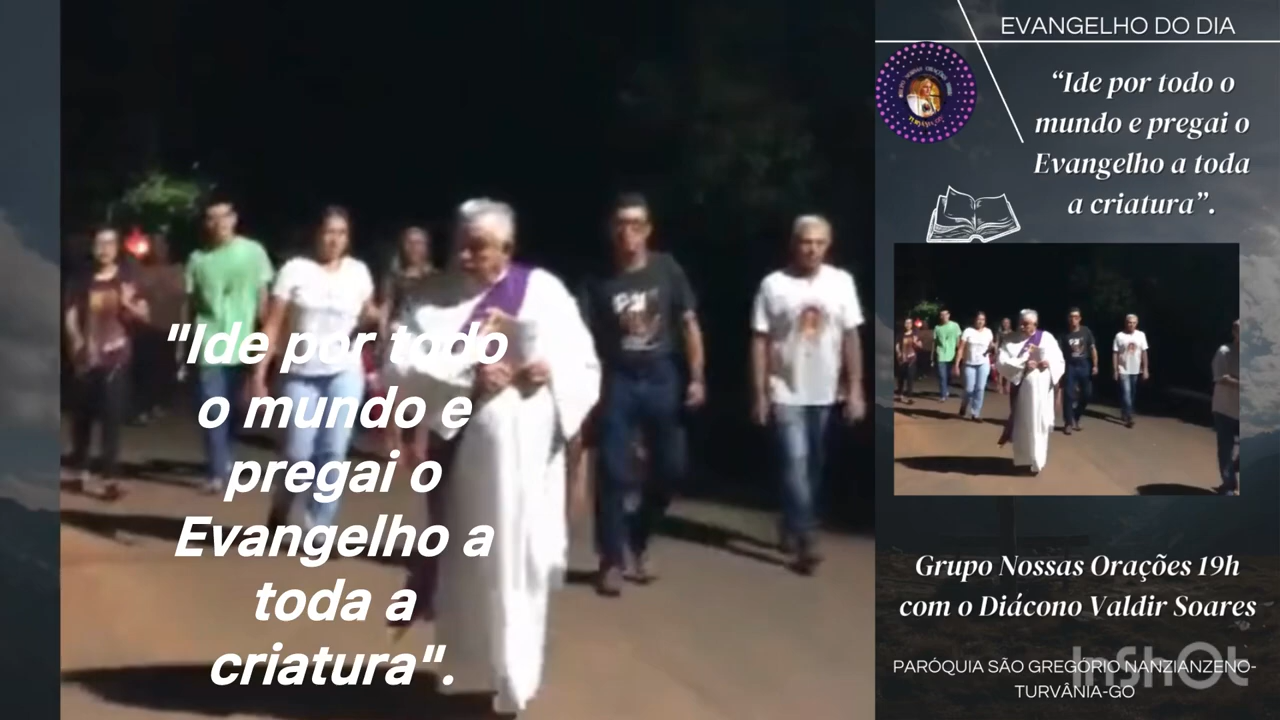 "Ide por todo
o mundo e
pregai o
Evangelho a
toda a
criatura".
EVANGELHO DO DIA
“Ide por todo o
mundo e pregai o
Evangelho a toda
a criatura”.
Grupo Nossas Orações 19h
com o Diácono Valdir Soares
PARÓQUIA SÃO GREGÓRIO NANZIANZENO-
TURVÂNIA-GO
InShOt